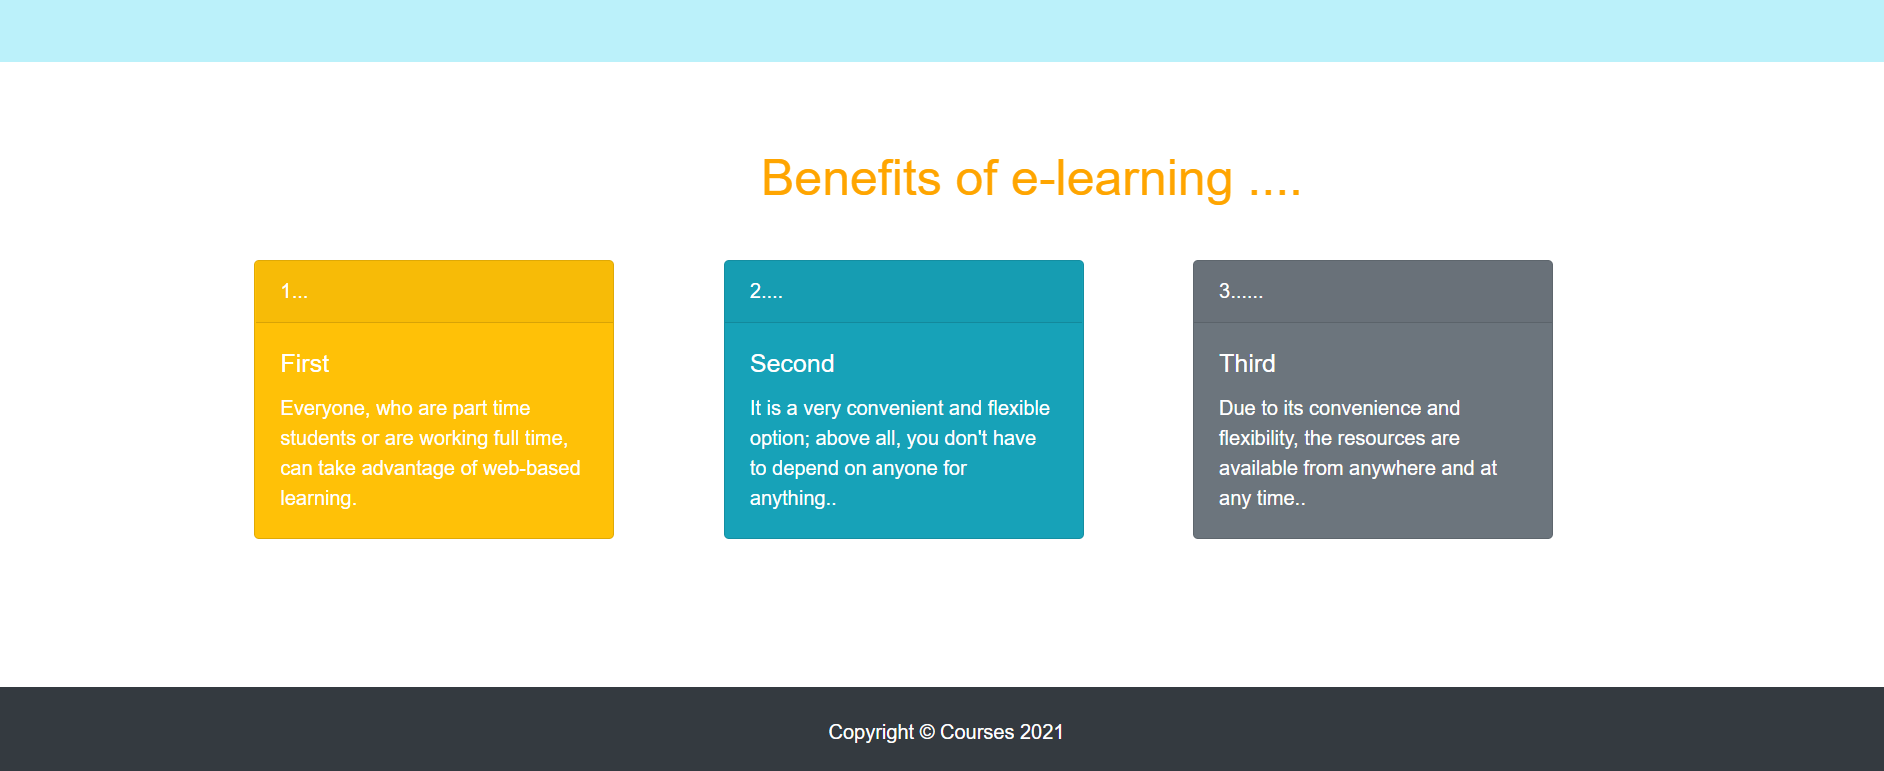 Benefits of e-learning ....
1...
First
Everyone, who are part time
students or are working full time,
can take advantage of web-based
learning.
2....
Second
It is a very convenient and flexible
option; above all, you don't have
to depend on anyone for
anything..
3......
Third
Due to its convenience and
flexibility, the resources are
available from anywhere and at
any time..
Copyright © Courses 2021